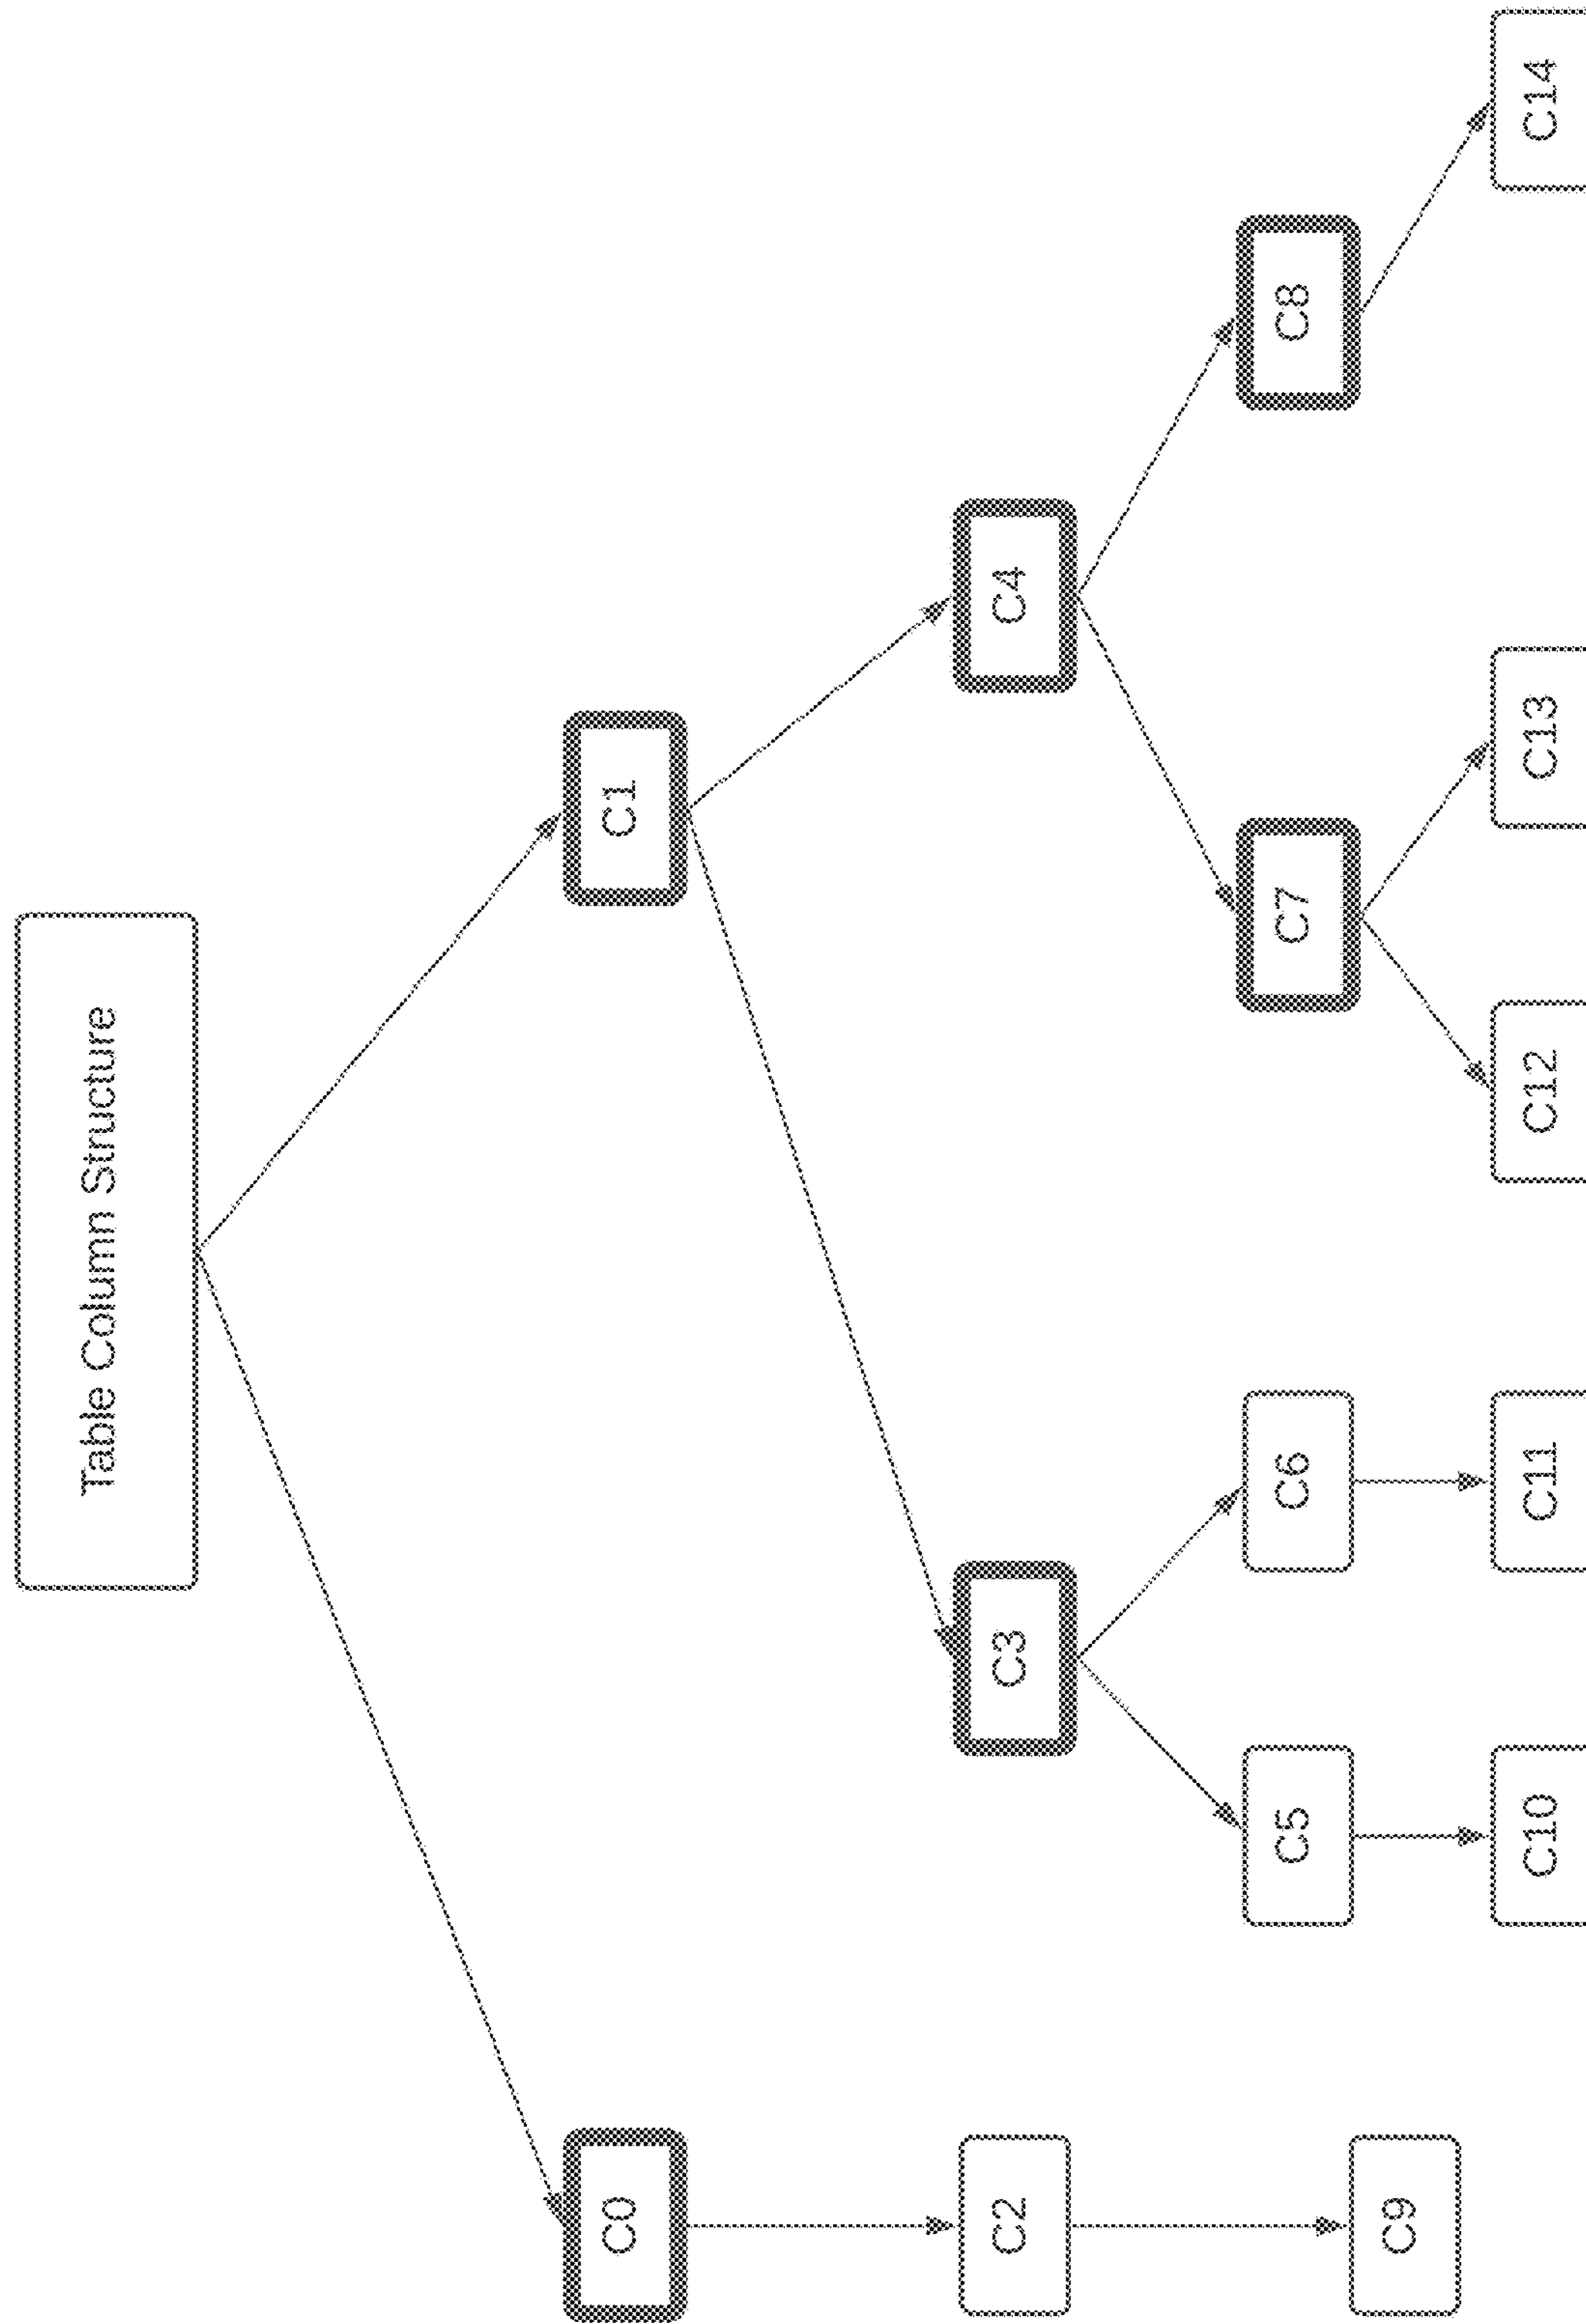 Table Column Structure
C0
C1
C2
C3
C4
C5
C6
C7
C8
C9
C10
C11
C12
C13
C14